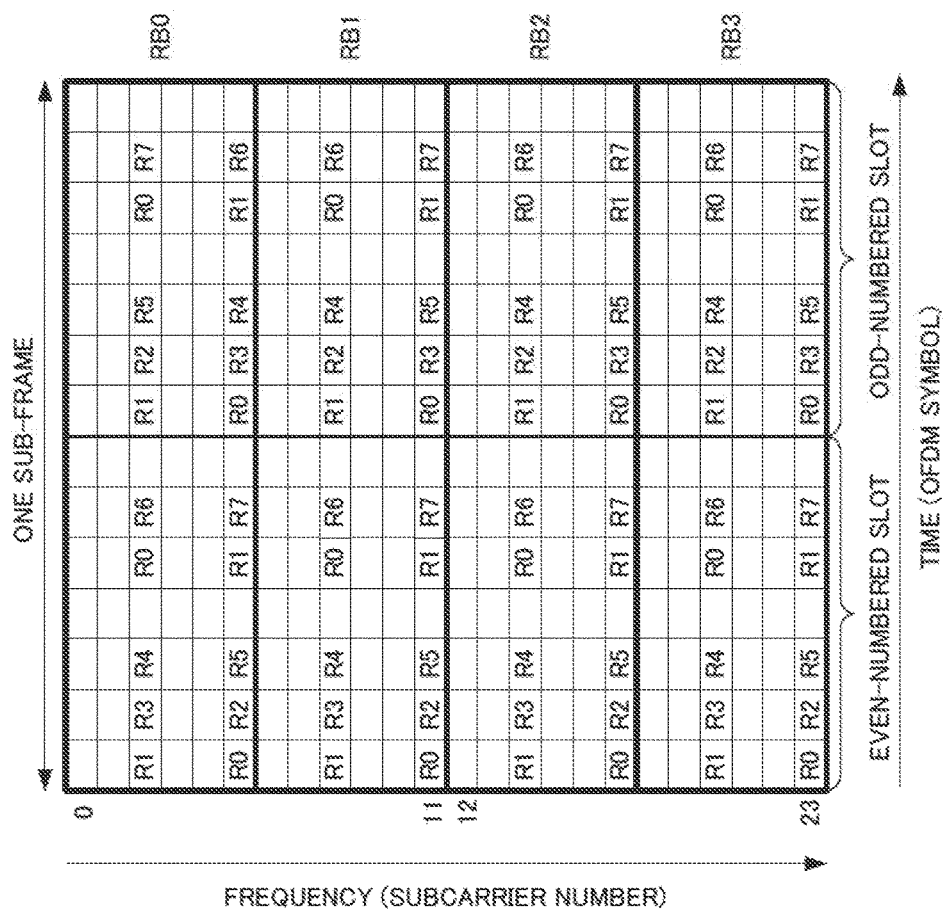 ONE SUB-FRAME
0
RB0
R1 R3 R4 R0 R6 R1 R2 R5 R0 R7
R0 R2 R5 R1 R7 R0 R3 R4 R1 R6
RB1
R1 R3 R4 R0 R6 R1 R2 R4 R0 R6
11
R0 R2 R5 R1 R7 R0 R3 R5 R1 R7
12
RB2
R1 R3 R4 R0 R6 R1 R2 R4 R0 R6
R0 R2 R5 R1 R7 R0 R3 R5 R1 R7
RB3
R1 R3 R4 R0 R6 R1 R2 R4 R0 R6
23
R0 R2 R5 R1 R7 R0 R3 R5 R1 R7
EVEN-NUMBERED SLOT
ODD-NUMBERED SLOT
TIME (OFDM SYMBOL)
FREQUENCY (SUBCARRIER NUMBER)